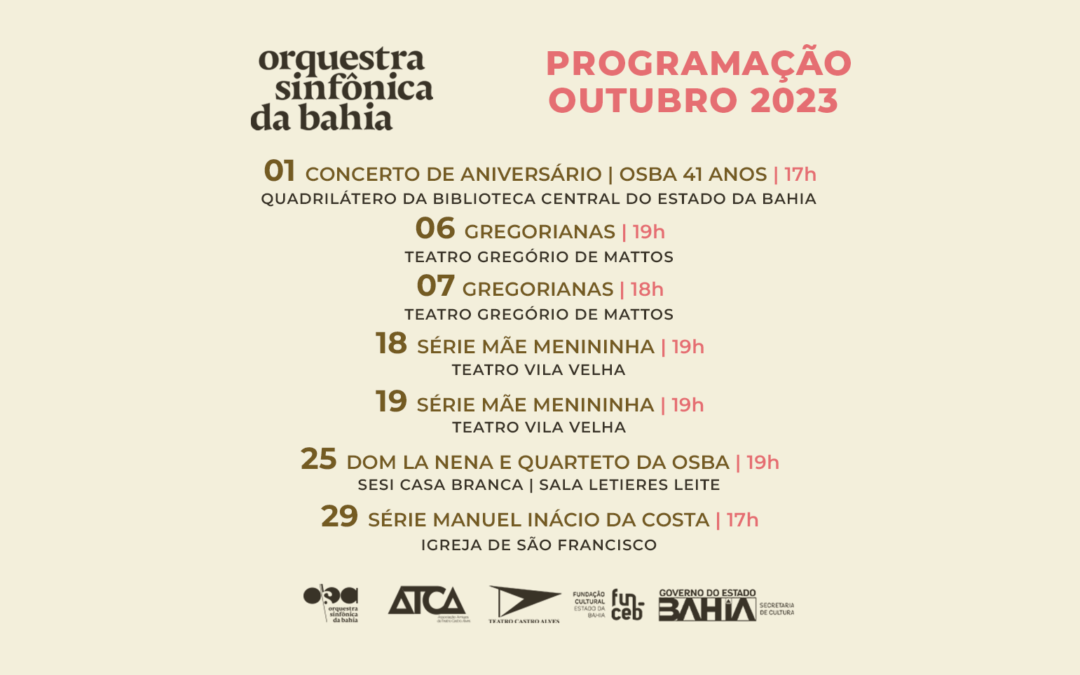 orquestra
sinfônica
da bahia
PROGRAMAÇÃO
OUTUBRO 2023
01 CONCERTO DE ANIVERSÁRIO | OSBA 41 ANOS | 17h
QUADRILÁTERO DA BIBLIOTECA CENTRAL DO ESTADO DA BAHIA
06 GREGORIANAS | 19h
TEATRO GREGÓRIO DE MATTOS
07 GREGORIANAS | 18h
TEATRO GREGÓRIO DE MATTOS
18 SÉRIE MÃE MENININHA | 19h
TEATRO VILA VELHA
19 SÉRIE MÃE MENININHA | 19h
TEATRO VILA VELHA
25 DOM LA NENA E QUARTETO DA OSBA | 19h
SESI CASA BRANCA | SALA LETIERES LEITE
29 SÉRIE MANUEL INÁCIO DA COSTA | 17h
IGREJA DE SÃO FRANCISCO
orquestra
sinfônica
da bahia
ATCA
TEATRO CASTRO ALVES
FUNDAÇÃO
CULTURAL
ESTADO DA
BAHIA
fun-
ceb
GOVERNO DO ESTADO
BAHIA
SECRETARIA
DE CULTURA